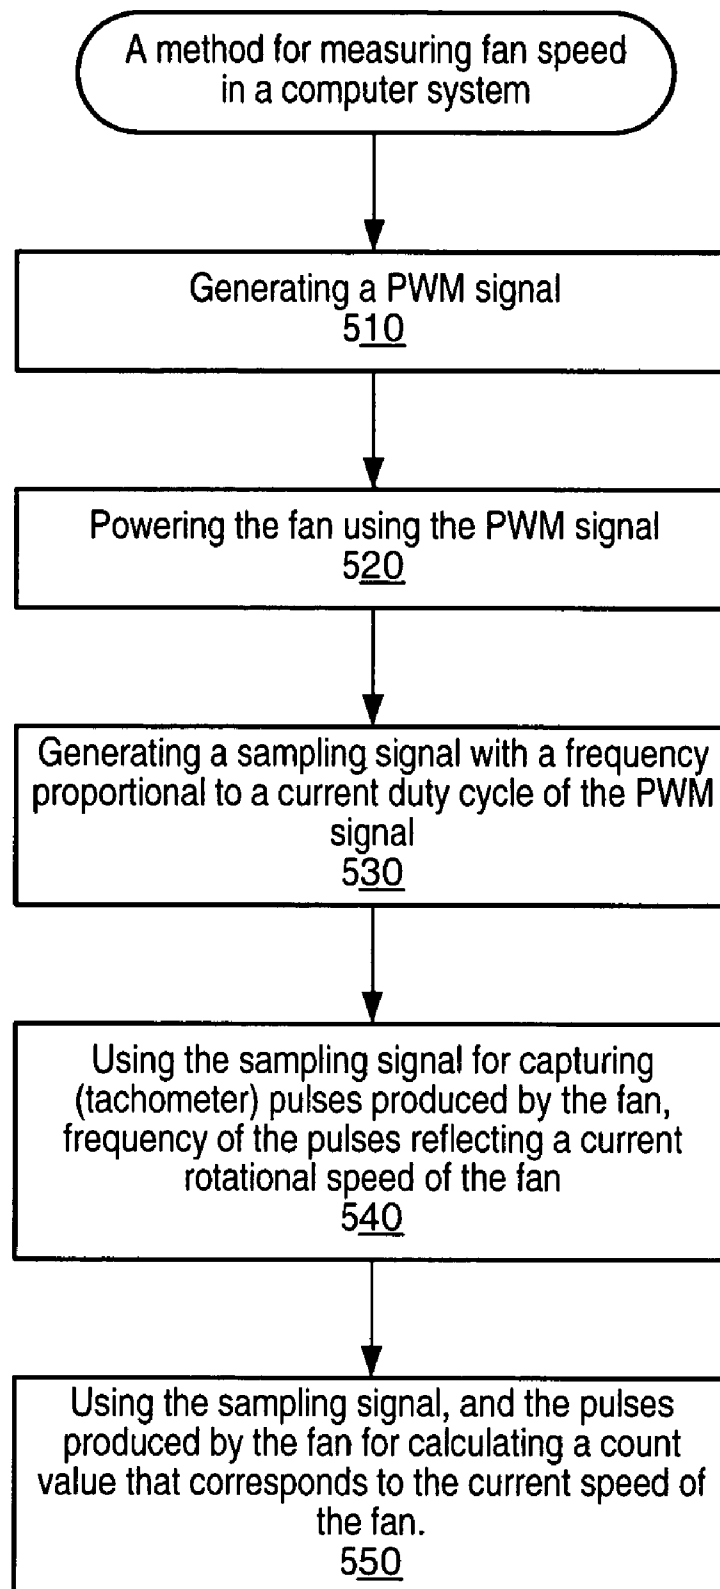 A method for measuring fan speed
in a computer system
Generating a PWM signal
510
Powering the fan using the PWM signal
520
Generating a sampling signal with a frequency
proportional to a current duty cycle of the PWM
signal
530
Using the sampling signal for capturing
(tachometer) pulses produced by the fan,
frequency of the pulses reflecting a current
rotational speed of the fan
540
Using the sampling signal, and the pulses
produced by the fan for calculating a count
value that corresponds to the current speed of
the fan.
550